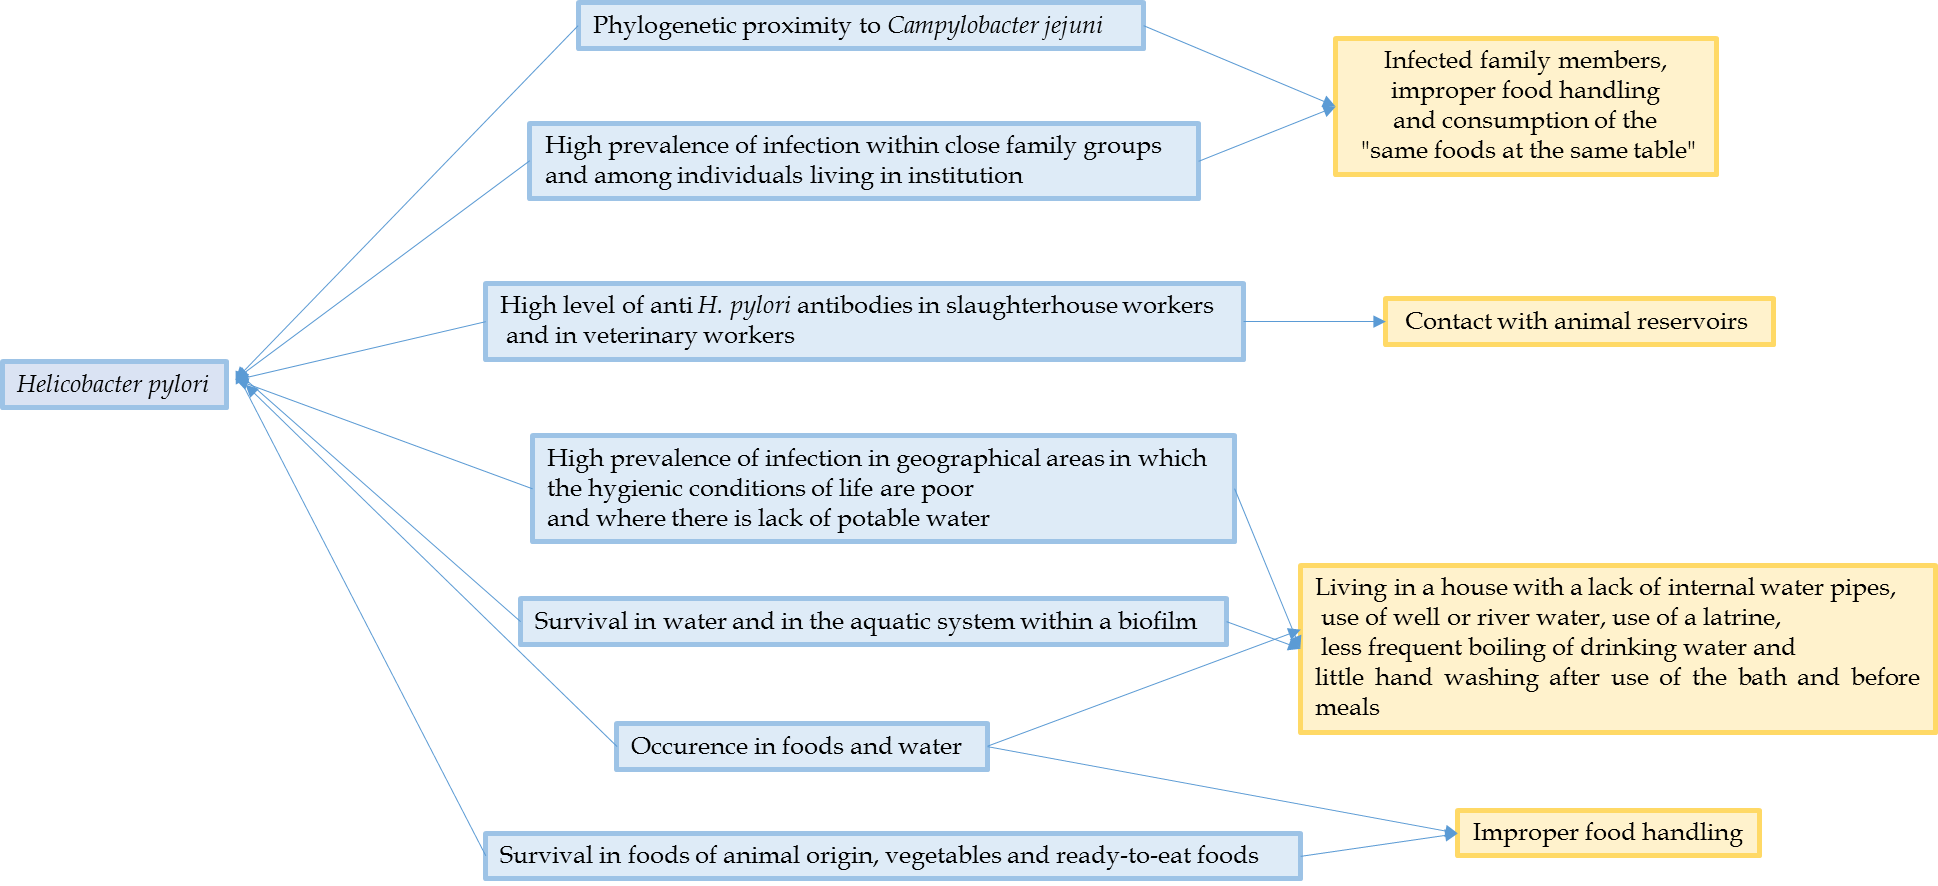 Phylogenetic proximity to Campylobacter jejuni
Infected family members,
improper food handling
and consumption of the
"same foods at the same table"
High prevalence of infection within close family groups
and among individuals living in institution
High level of anti H. pylori antibodies in slaughterhouse workers
and in veterinary workers
Contact with animal reservoirs
Helicobacter pylori
High prevalence of infection in geographical areas in which
the hygienic conditions of life are poor
and where there is lack of potable water
Survival in water and in the aquatic system within a biofilm
Living in a house with a lack of internal water pipes,
use of well or river water, use of a latrine,
less frequent boiling of drinking water and
little hand washing after use of the bath and before
meals
Occurence in foods and water
Improper food handling
Survival in foods of animal origin, vegetables and ready-to-eat foods